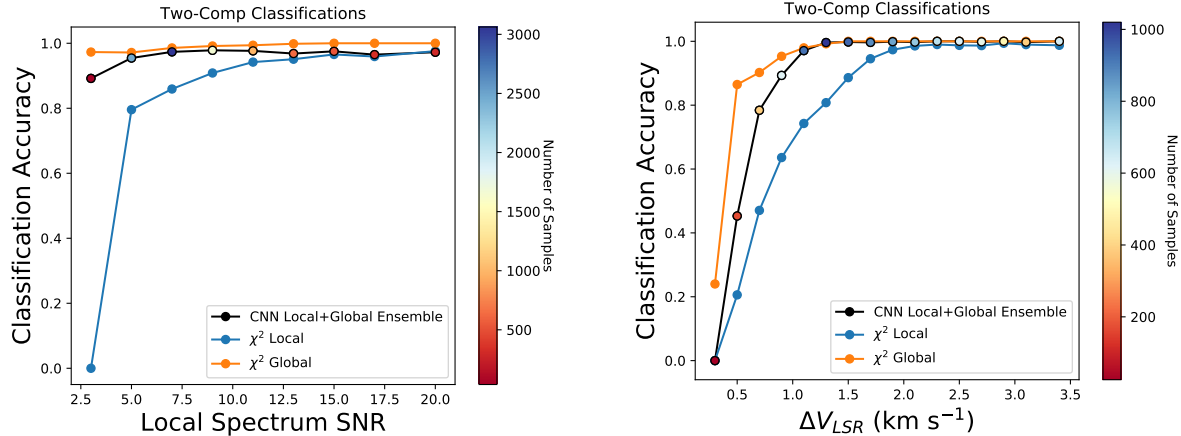 Two-Comp Classifications
Classification Accuracy
1.0
0.8
0.6
0.4
0.2
0.0
2.5 5.0 7.5 10.0 12.5 15.0 17.5 20.0
Local Spectrum SNR
CNN Local+Global Ensemble
χ² Local
χ² Global
3000
2500
2000
1500
1000
500
Number of Samples
Two-Comp Classifications
Classification Accuracy
1.0
0.8
0.6
0.4
0.2
0.0
0.5 1.0 1.5 2.0 2.5 3.0 3.5
ΔV_LSR (km s⁻¹)
CNN Local+Global Ensemble
χ² Local
χ² Global
1000
800
600
400
200
Number of Samples